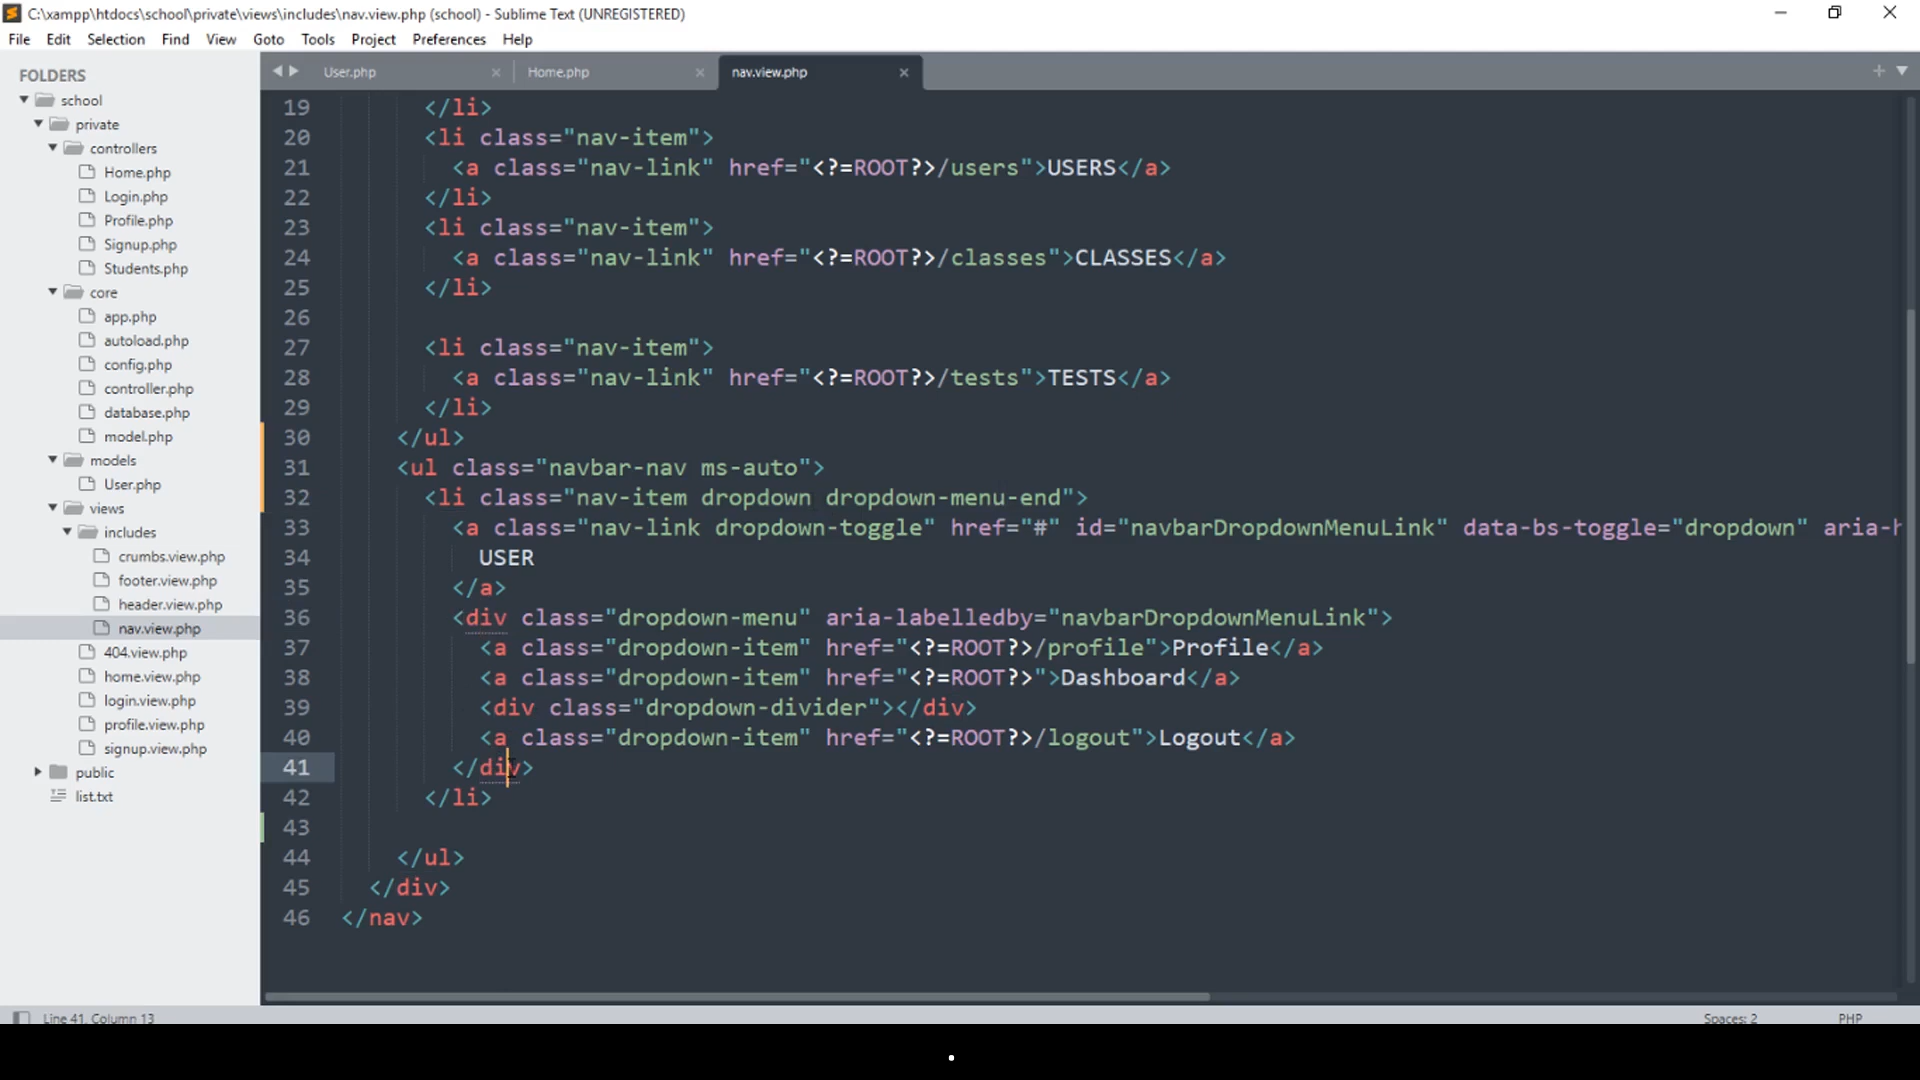 C:\xampp\htdocs\school\private\views\includes\nav.view.php (school) - Sublime Text (UNREGISTERED)
File Edit Selection Find View Goto Tools Project Preferences Help
FOLDERS
school
private
controllers
Home.php
Login.php
Profile.php
Signup.php
Students.php
core
app.php
autoload.php
config.php
controller.php
database.php
model.php
models
User.php
views
includes
crumbs.view.php
footer.view.php
header.view.php
nav.view.php
404.view.php
home.view.php
login.view.php
profile.view.php
signup.view.php
public
list.txt
User.php Home.php nav.view.php
19 </li>
20 <li class="nav-item">
21 <a class="nav-link" href="<?=ROOT?>/users">USERS</a>
22 </li>
23 <li class="nav-item">
24 <a class="nav-link" href="<?=ROOT?>/classes">CLASSES</a>
25 </li>
26
27 <li class="nav-item">
28 <a class="nav-link" href="<?=ROOT?>/tests">TESTS</a>
29 </li>
30 </ul>
31 <ul class="navbar-nav ms-auto">
32 <li class="nav-item dropdown dropdown-menu-end">
33 <a class="nav-link dropdown-toggle" href="#" id="navbarDropdownMenuLink" data-bs-toggle="dropdown" aria-h
34 USER
35 </a>
36 <div class="dropdown-menu" aria-labelledby="navbarDropdownMenuLink">
37 <a class="dropdown-item" href="<?=ROOT?>/profile">Profile</a>
38 <a class="dropdown-item" href="<?=ROOT?>">Dashboard</a>
39 <div class="dropdown-divider"></div>
40 <a class="dropdown-item" href="<?=ROOT?>/logout">Logout</a>
41 </div>
42 </li>
43
44 </ul>
45 </div>
46 </nav>
Line 41, Column 13 Spaces: 2 PHP